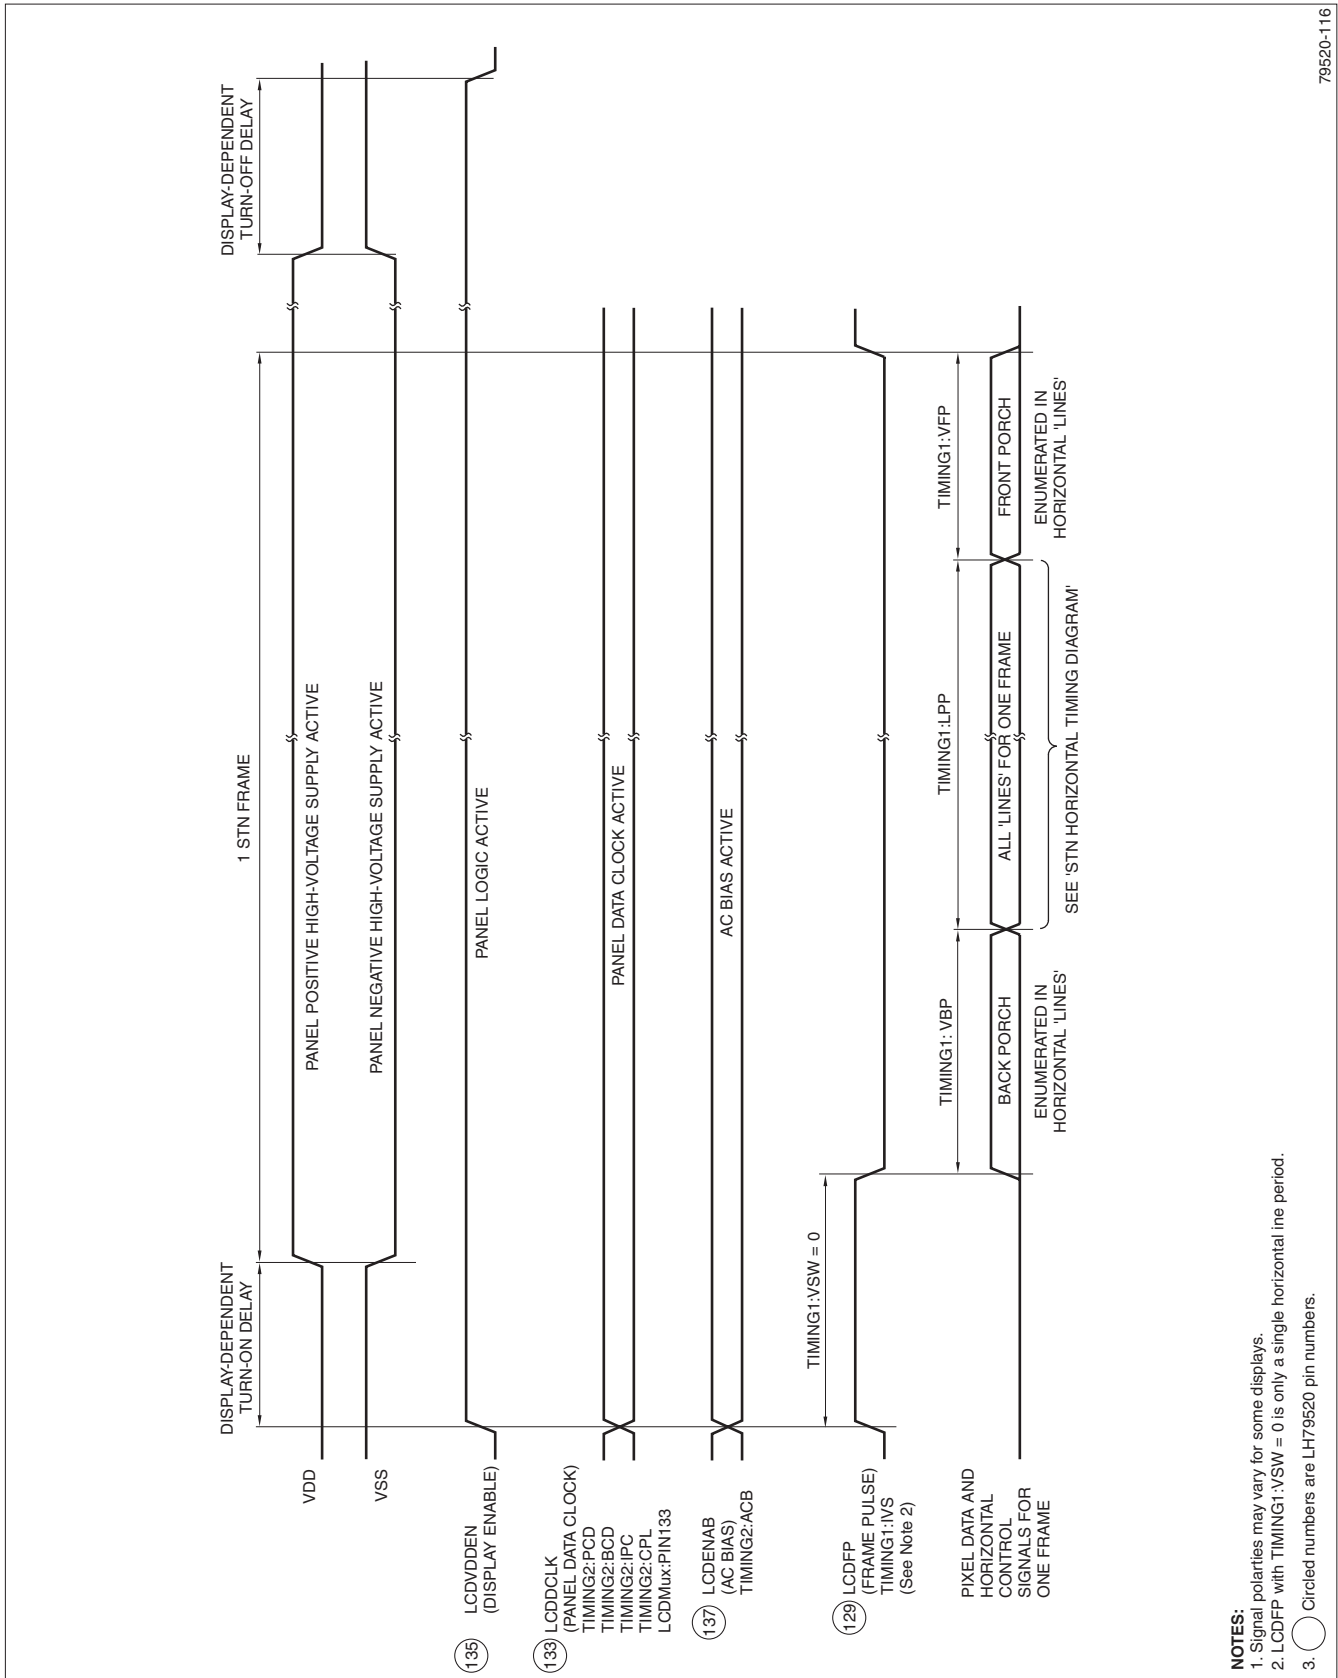 DISPLAY-DEPENDENT
TURN-ON DELAY
1 STN FRAME
DISPLAY-DEPENDENT
TURN-OFF DELAY
VDD
PANEL POSITIVE HIGH-VOLTAGE SUPPLY ACTIVE
VSS
PANEL NEGATIVE HIGH-VOLTAGE SUPPLY ACTIVE
135
LCDVDDEN
(DISPLAY ENABLE)
PANEL LOGIC ACTIVE
133
LCDDCLK
(PANEL DATA CLOCK)
TIMING2:PCD
TIMING2:BCD
TIMING2:IPC
TIMING2:CPL
LCDMux:PIN133
PANEL DATA CLOCK ACTIVE
137
LCDENAB
(AC BIAS)
TIMING2:ACB
AC BIAS ACTIVE
TIMING1:VSW = 0
129
LCDFP
(FRAME PULSE)
TIMING1:IVS
(See Note 2)
TIMING1: VBP
TIMING1:LPP
TIMING1:VFP
PIXEL DATA AND
HORIZONTAL
CONTROL
SIGNALS FOR
ONE FRAME
BACK PORCH
ALL 'LINES' FOR ONE FRAME
FRONT PORCH
ENUMERATED IN
HORIZONTAL 'LINES'
SEE 'STN HORIZONTAL TIMING DIAGRAM'
ENUMERATED IN
HORIZONTAL 'LINES'
NOTES:
1. Signal polarties may vary for some displays.
2. LCDFP with TIMING1:VSW = 0 is only a single horizontal ine period.
3. Circled numbers are LH79520 pin numbers.
79520-116